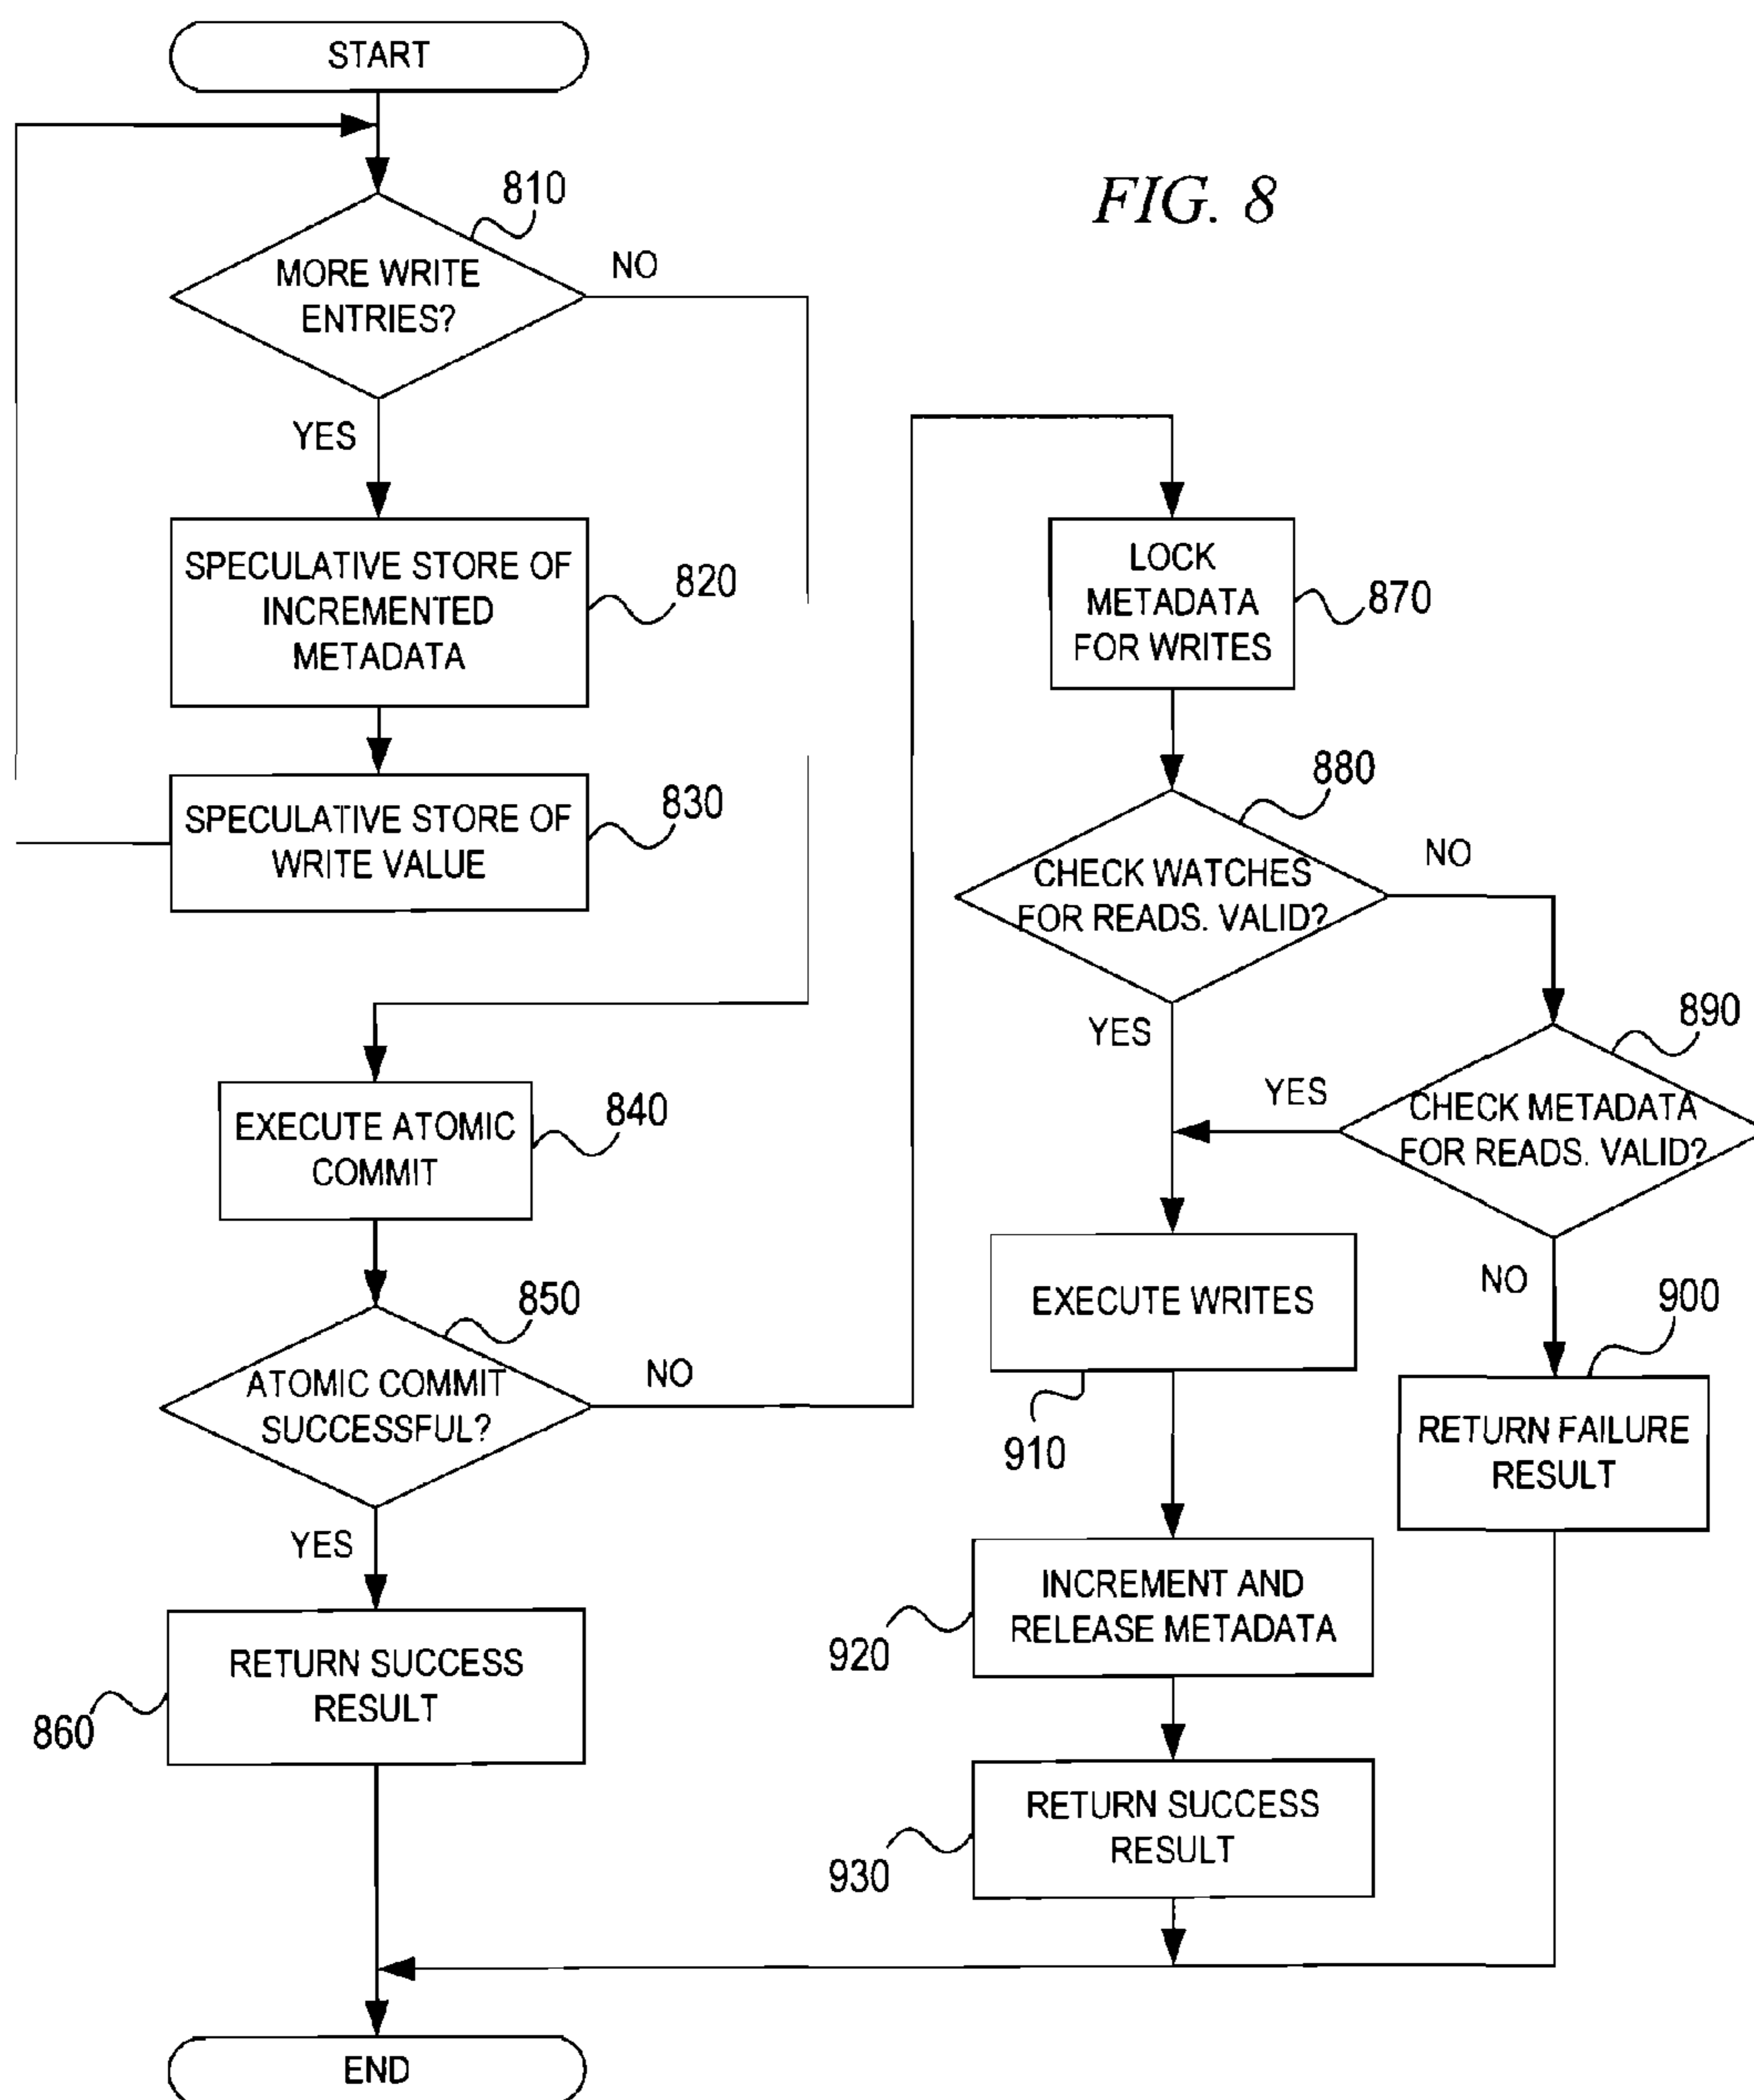 START
FIG. 8
810
MORE WRITE
ENTRIES?
NO
YES
SPECULATIVE STORE OF
INCREMENTED
METADATA
820
SPECULATIVE STORE OF
WRITE VALUE
830
EXECUTE ATOMIC
COMMIT
840
850
ATOMIC COMMIT
SUCCESSFUL?
NO
YES
RETURN SUCCESS
RESULT
860
LOCK
METADATA
FOR WRITES
870
880
CHECK WATCHES
FOR READS. VALID?
NO
YES
890
CHECK METADATA
FOR READS. VALID?
YES
NO
900
RETURN FAILURE
RESULT
EXECUTE WRITES
910
INCREMENT AND
RELEASE METADATA
920
RETURN SUCCESS
RESULT
930
END